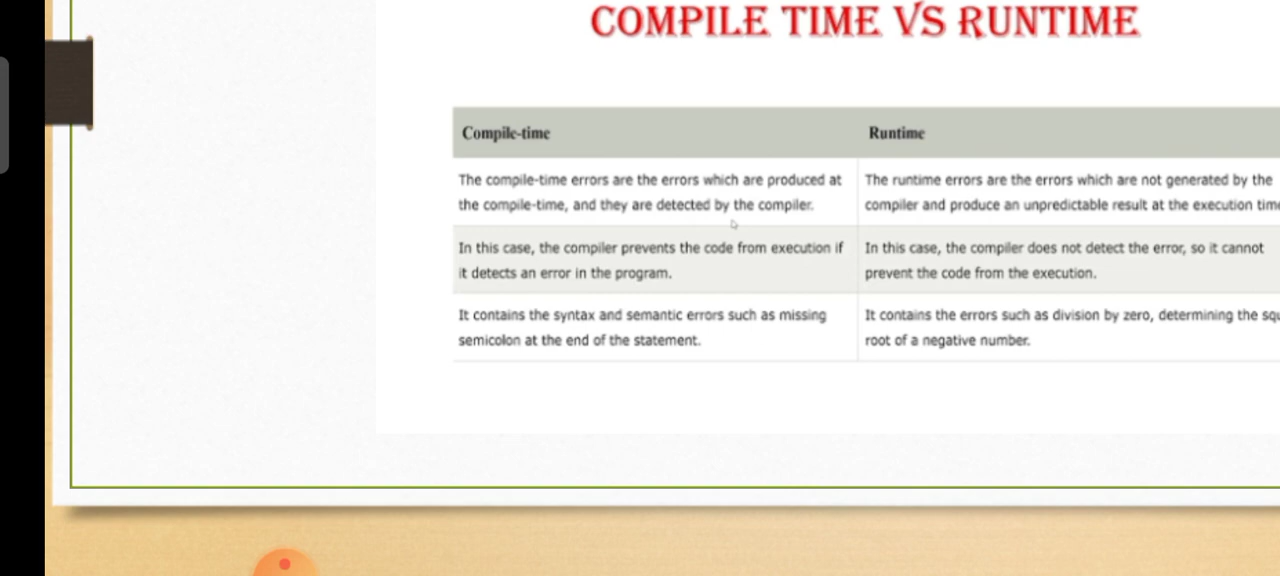 COMPILE TIME VS RUNTIME
Compile-time
Runtime
The compile-time errors are the errors which are produced at
the compile-time, and they are detected by the compiler.
The runtime errors are the errors which are not generated by the
compiler and produce an unpredictable result at the execution time
In this case, the compiler prevents the code from execution if
it detects an error in the program.
In this case, the compiler does not detect the error, so it cannot
prevent the code from the execution.
It contains the syntax and semantic errors such as missing
semicolon at the end of the statement.
It contains the errors such as division by zero, determining the squ
root of a negative number.